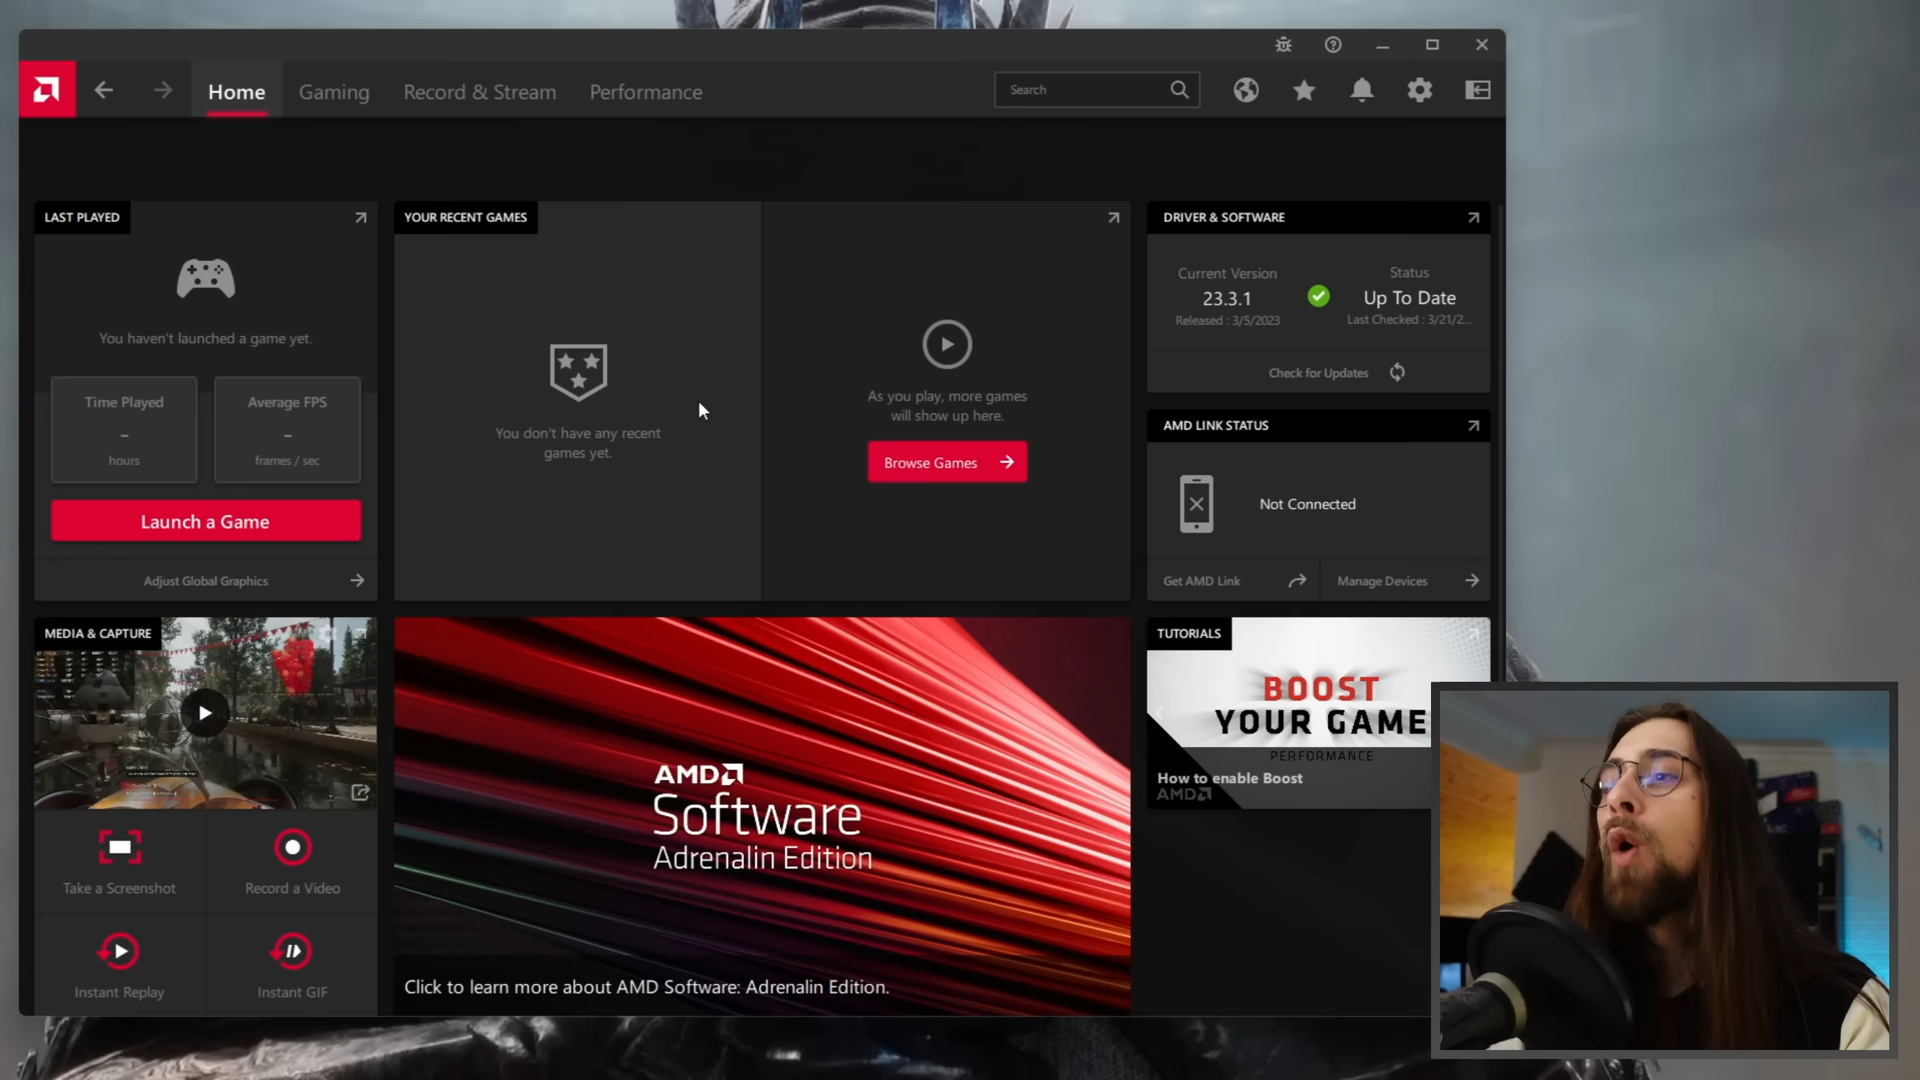 Home
Gaming
Record & Stream
Performance
Search
LAST PLAYED
You haven't launched a game yet.
Time Played
–
hours
Average FPS
–
frames / sec
Launch a Game
Adjust Global Graphics
YOUR RECENT GAMES
You don't have any recent
games yet.
As you play, more games
will show up here.
Browse Games
DRIVER & SOFTWARE
Current Version
23.3.1
Released : 3/5/2023
Status
Up To Date
Last Checked : 3/21/2...
Check for Updates
AMD LINK STATUS
Not Connected
Get AMD Link
Manage Devices
MEDIA & CAPTURE
Take a Screenshot
Record a Video
Instant Replay
Instant GIF
AMD
Software
Adrenalin Edition
Click to learn more about AMD Software: Adrenalin Edition.
TUTORIALS
BOOST
YOUR GAME
PERFORMANCE
How to enable Boost
AMD